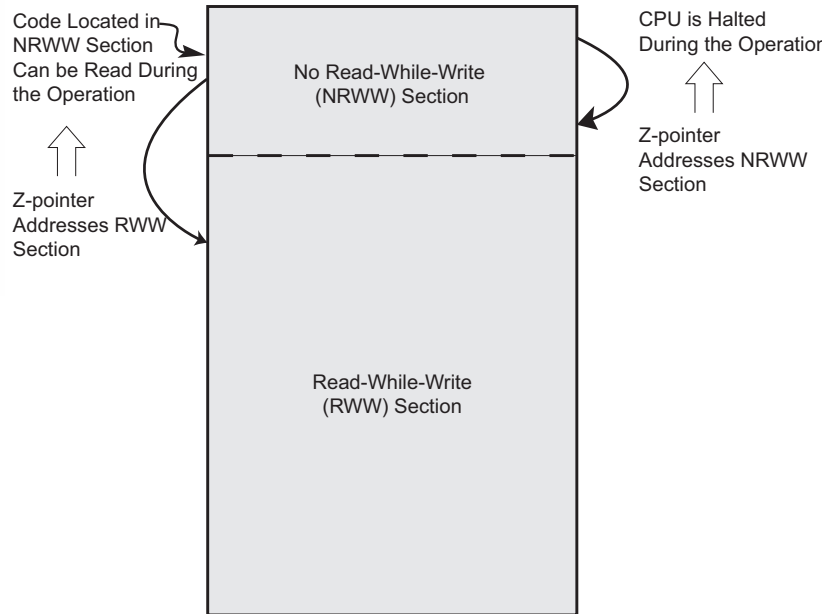 Code Located in
NRWW Section
Can be Read During
the Operation
Z-pointer
Addresses RWW
Section
No Read-While-Write
(NRWW) Section
Read-While-Write
(RWW) Section
CPU is Halted
During the Operation
Z-pointer
Addresses NRWW
Section